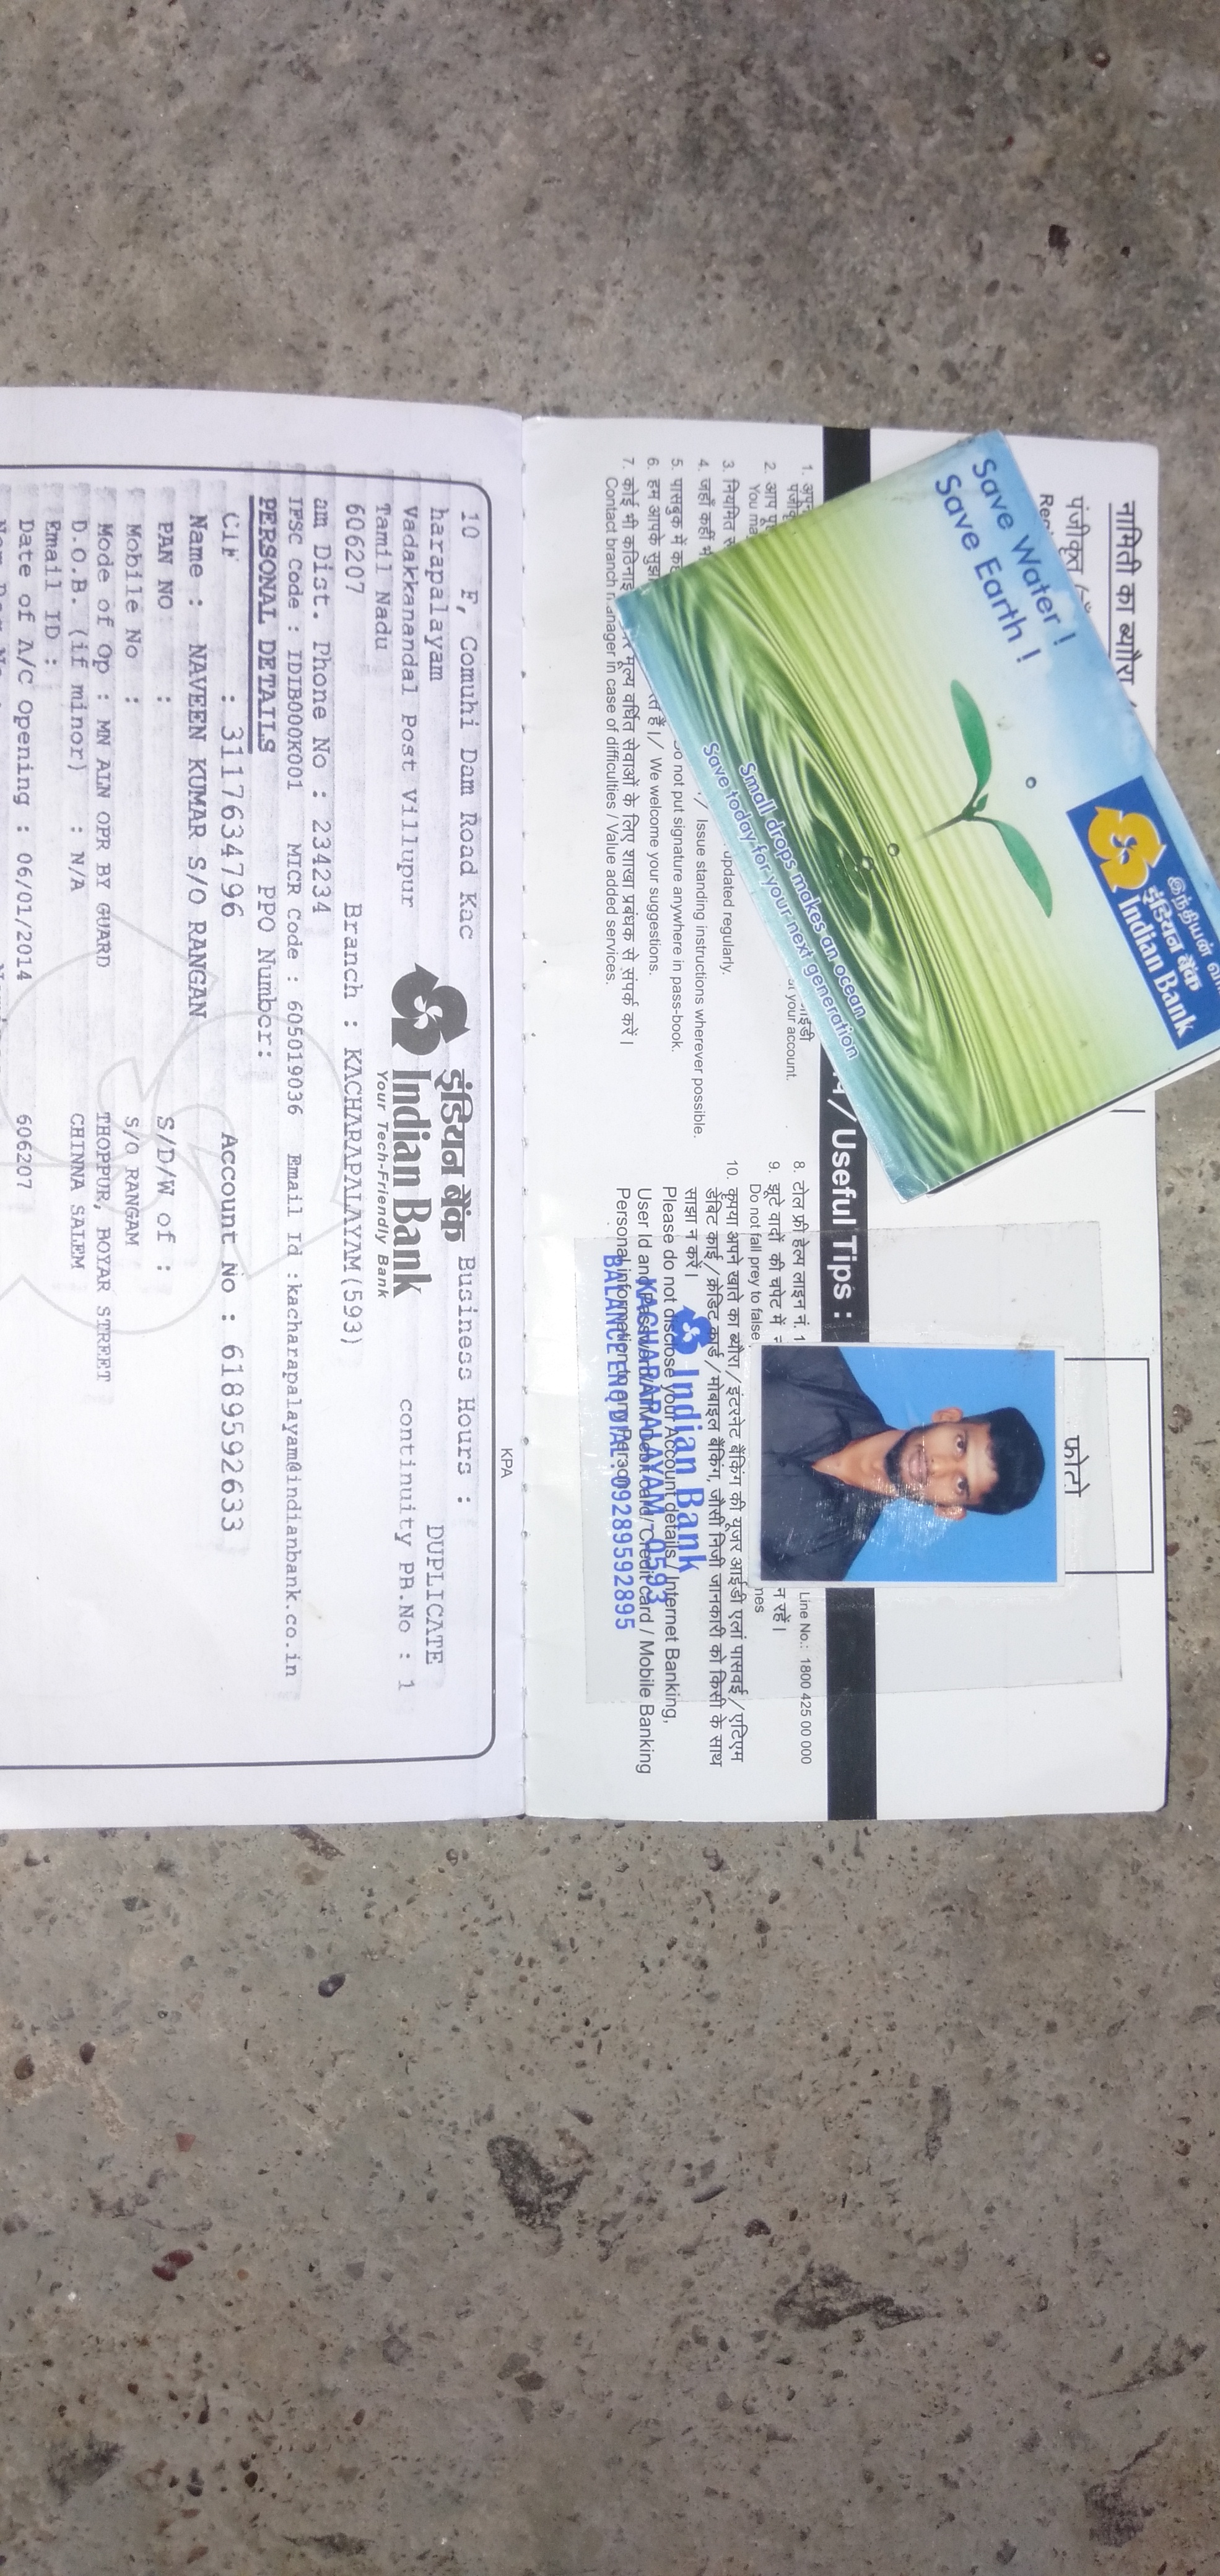 नामिती का ब्यौरा
पंजीकृत
फोटो
Save Water !
Save Earth !
இந்தியன்
इंडियन बैंक
Indian Bank
Small drops makes an ocean
Save today for your next generation
/ Useful Tips :
1.
2. आप
You
updated regularly.
your account.
3. नियमित
4. जहाँ कहीं
/ Issue standing instructions wherever possible.
5. पासबुक में
Do not put signature anywhere in pass-book.
6. हम आपके
हैं।/ We welcome your suggestions.
7. कोई भी
मूल्य वर्धित सेवाओं के लिए शाखा प्रबंधक से संपर्क करें।
Contact branch manager in case of difficulties / Value added services.
8. टोल फ्री हेल्प लाइन नं. 1
Line No.: 1800 425 00 000
9. झूटे वादों की चपेट में
न रहें।
Do not fall prey to false
10. कृपया अपने खाते का ब्यौरा / इंटरनेट बैंकिंग की यूजर आईडी एलां पासवर्ड / एटिएम
डेबिट कार्ड / क्रेडिट कार्ड / मोबाइल बैंकिंग, जैसी निजी जानकारी को किसी के साथ
साझा न करें।
Please do not disclose your Account details / Internet Banking,
User Id and Password/ATM/Debit card/Credit card / Mobile Banking
Personal information to any Person
Indian Bank
KACHARAPALAYAM - 0593
BALANCE ENQ DIAL : 09289592895
KPA
10 F, Comuhi Dam Road Kac
harapalayam
Vadakkanandal Post Villupur
Tamil Nadu
606207
इंडियन बैंक
Indian Bank
Your Tech-Friendly Bank
Business Hours :
DUPLICATE
continuity PB.No : 1
Branch : KACHARAPALAYAM(593)
am Dist. Phone No : 234234
IFSC Code : IDIB000K001 MICR Code : 605019036 Email Id :kacharapalayam@indianbank.co.in
PERSONAL DETAILS PPO Number:
CIF : 3117634796 Account No : 6189592633
Name : NAVEEN KUMAR S/O RANGAN
PAN NO : S/D/W of :
Mobile No : S/O RANGAM
Mode of Op : MN ALN OPR BY GUARD THOPPUR, BOYAR STREET
D.O.B. (if minor) : N/A CHINNA SALEM
Email ID :
Date of A/C Opening : 06/01/2014 606207